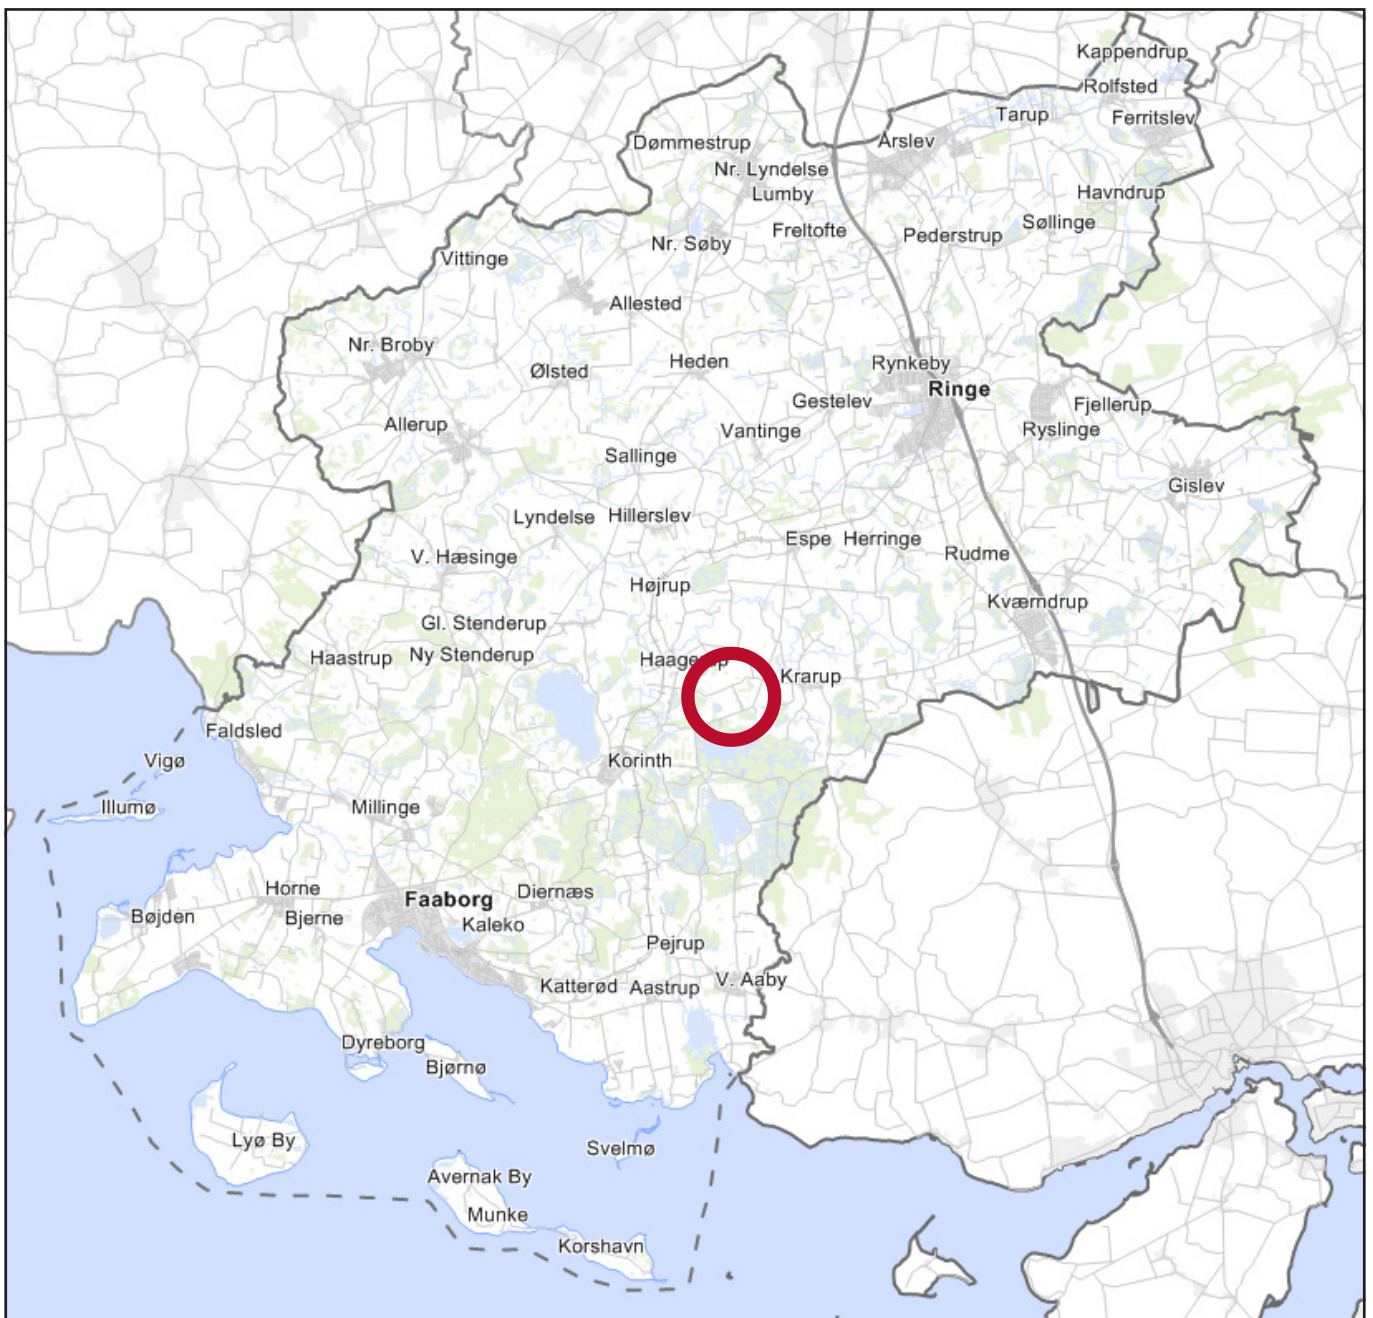 Kappendrup
Rolfsted
Tarup
Ferritslev
Dømmestrup
Årslev
Nr. Lyndelse
Lumby
Havndrup
Søllinge
Freltofte
Pederstrup
Nr. Søby
Vittinge
Allested
Nr. Broby
Ølsted
Heden
Rynkeby
Ringe
Gestelev
Fjellerup
Allerup
Vantinge
Ryslinge
Sallinge
Gislev
Lyndelse
Hillerslev
Espe
Herringe
Rudme
V. Hæsinge
Højrup
Kværndrup
Gl. Stenderup
Haastrup
Ny Stenderup
Haagerup
Krarup
Faldsled
Vigø
Korinth
Illumø
Millinge
Horne
Diernæs
Faaborg
Bøjden
Bjerne
Kaleko
Pejrup
Katterød
Aastrup
V. Aaby
Dyreborg
Bjørnø
Lyø By
Svelmø
Avernak By
Munke
Korshavn